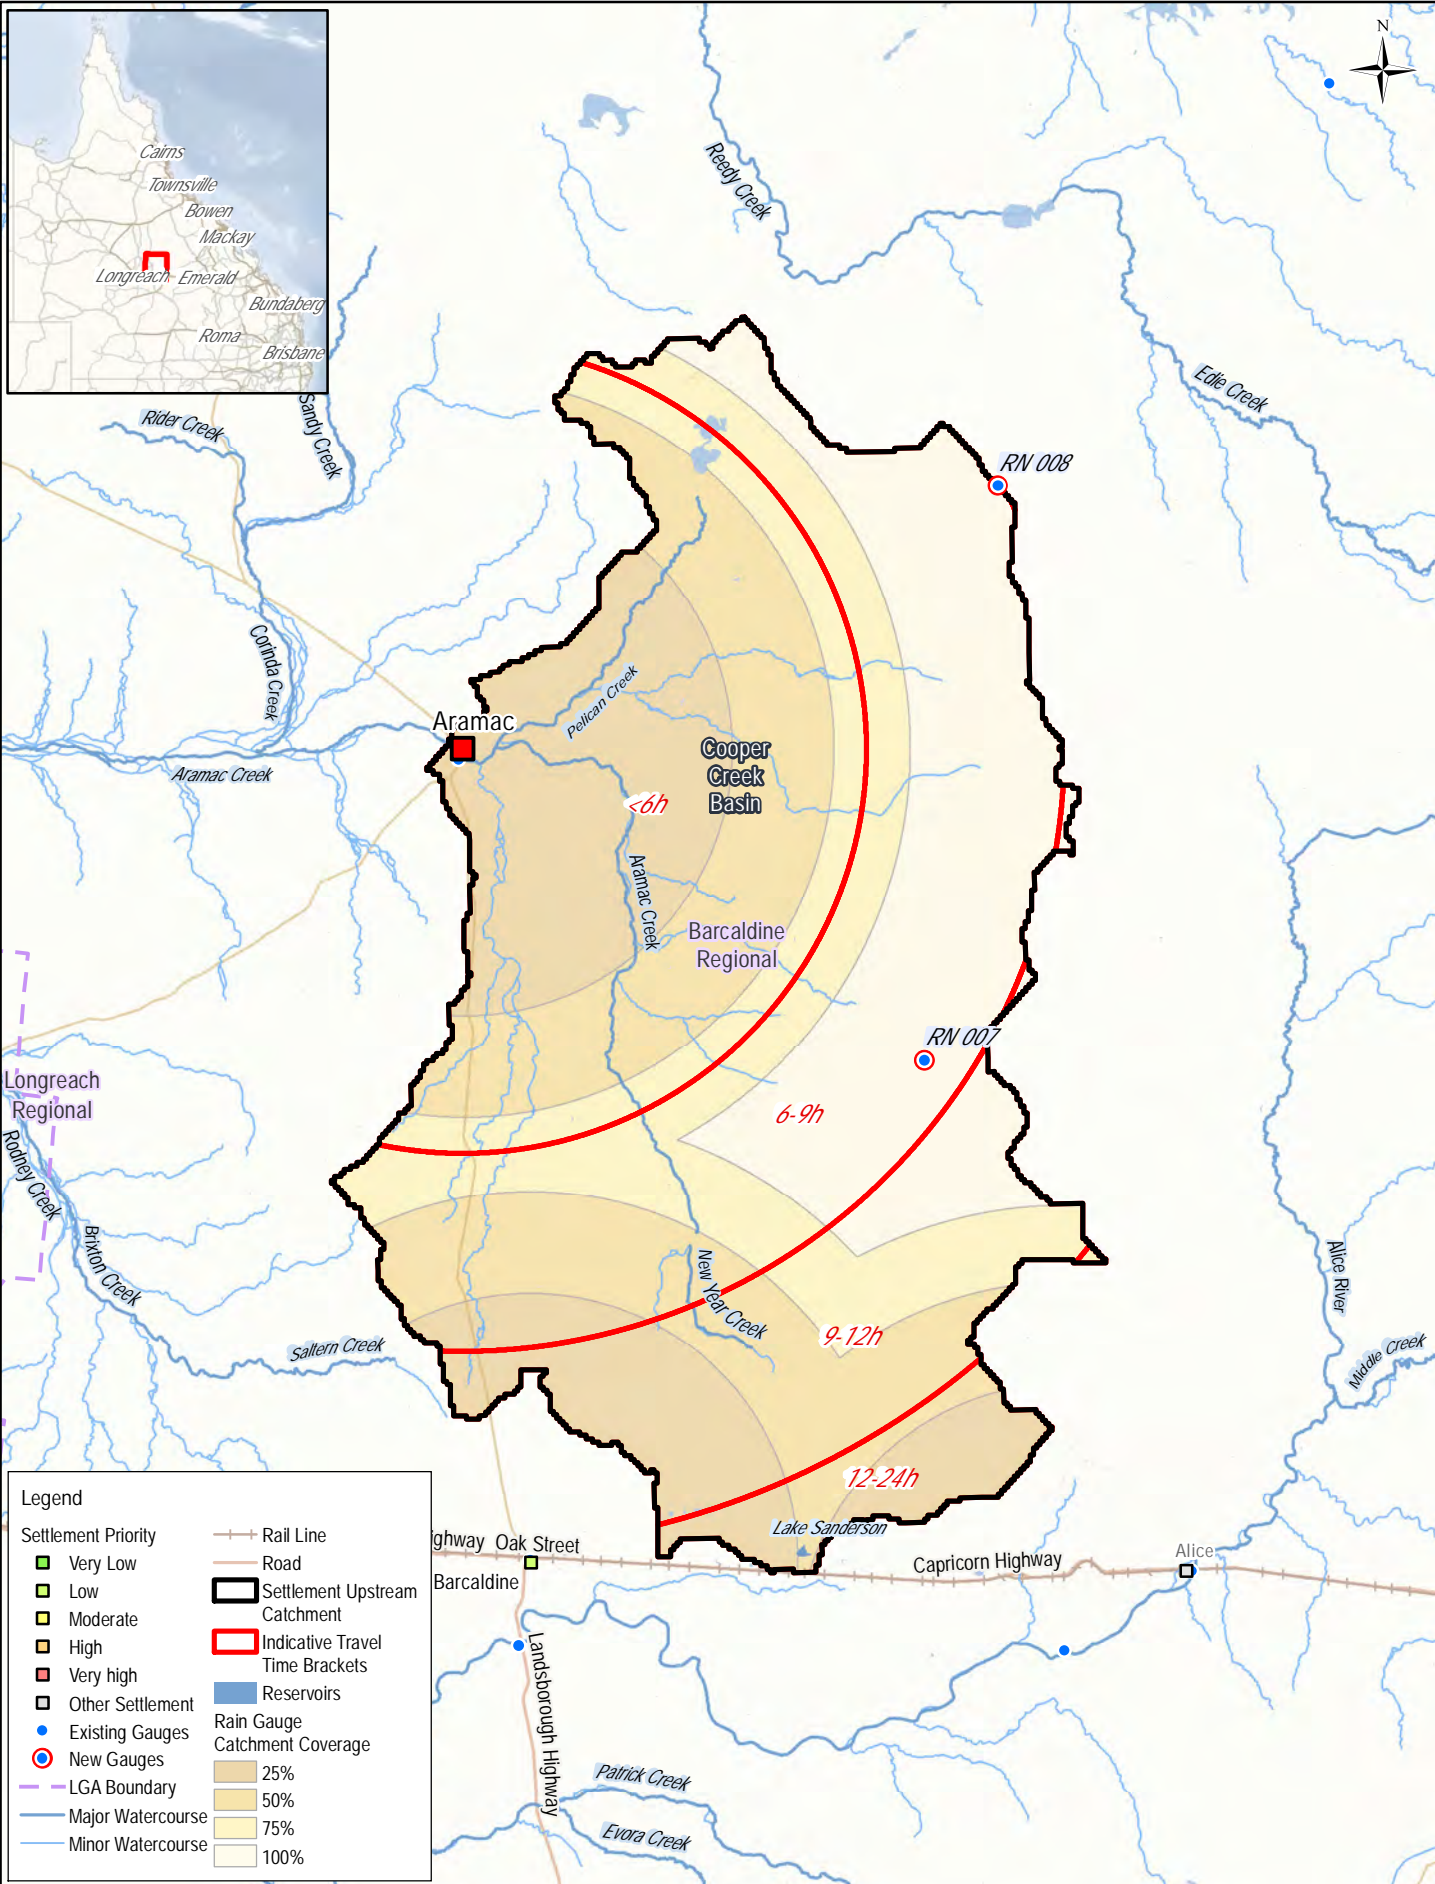 N
Cairns
Townsville
Bowen
Mackay
Longreach
Emerald
Bundaberg
Roma
Brisbane
Reedy Creek
Edie Creek
Rider Creek
Sandy Creek
RN 008
Corinda Creek
Pelican Creek
Aramac
Aramac Creek
Cooper
Creek
Basin
<6h
Aramac Creek
Barcaldine
Regional
RN 007
Longreach
Regional
6-9h
Rodney Creek
Brixton Creek
New Year Creek
Alice River
9-12h
Saltern Creek
Middle Creek
12-24h
Lake Sanderson
ighway Oak Street
Capricorn Highway
Alice
Barcaldine
Landsborough Highway
Patrick Creek
Evora Creek
Legend
Settlement Priority
Very Low
Low
Moderate
High
Very high
Other Settlement
Existing Gauges
New Gauges
LGA Boundary
Major Watercourse
Minor Watercourse
Rail Line
Road
Settlement Upstream
Catchment
Indicative Travel
Time Brackets
Reservoirs
Rain Gauge
Catchment Coverage
25%
50%
75%
100%